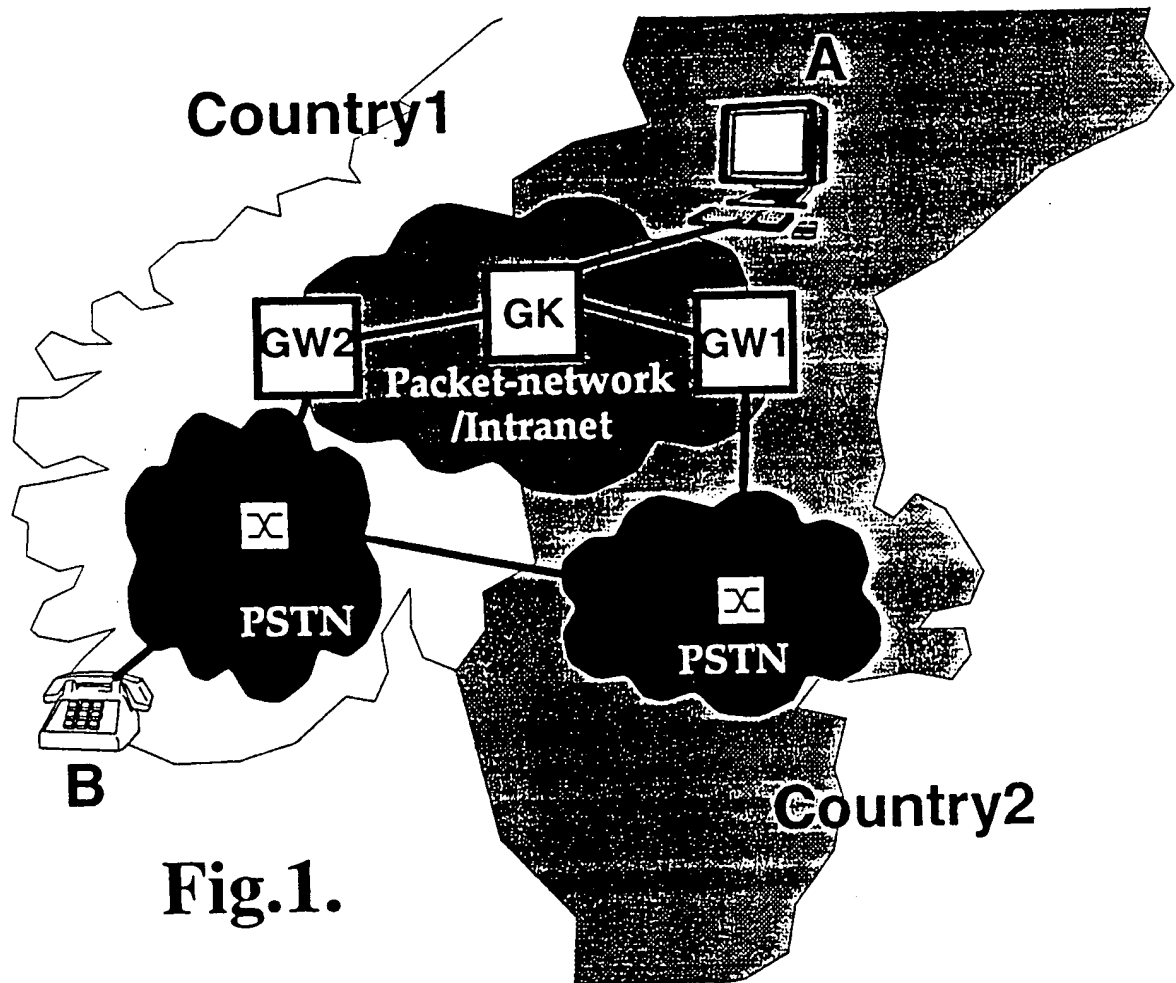 A
Country1
GK
GW2
GW1
Packet-network
/Intranet
PSTN
PSTN
B
Country2
Fig.1.